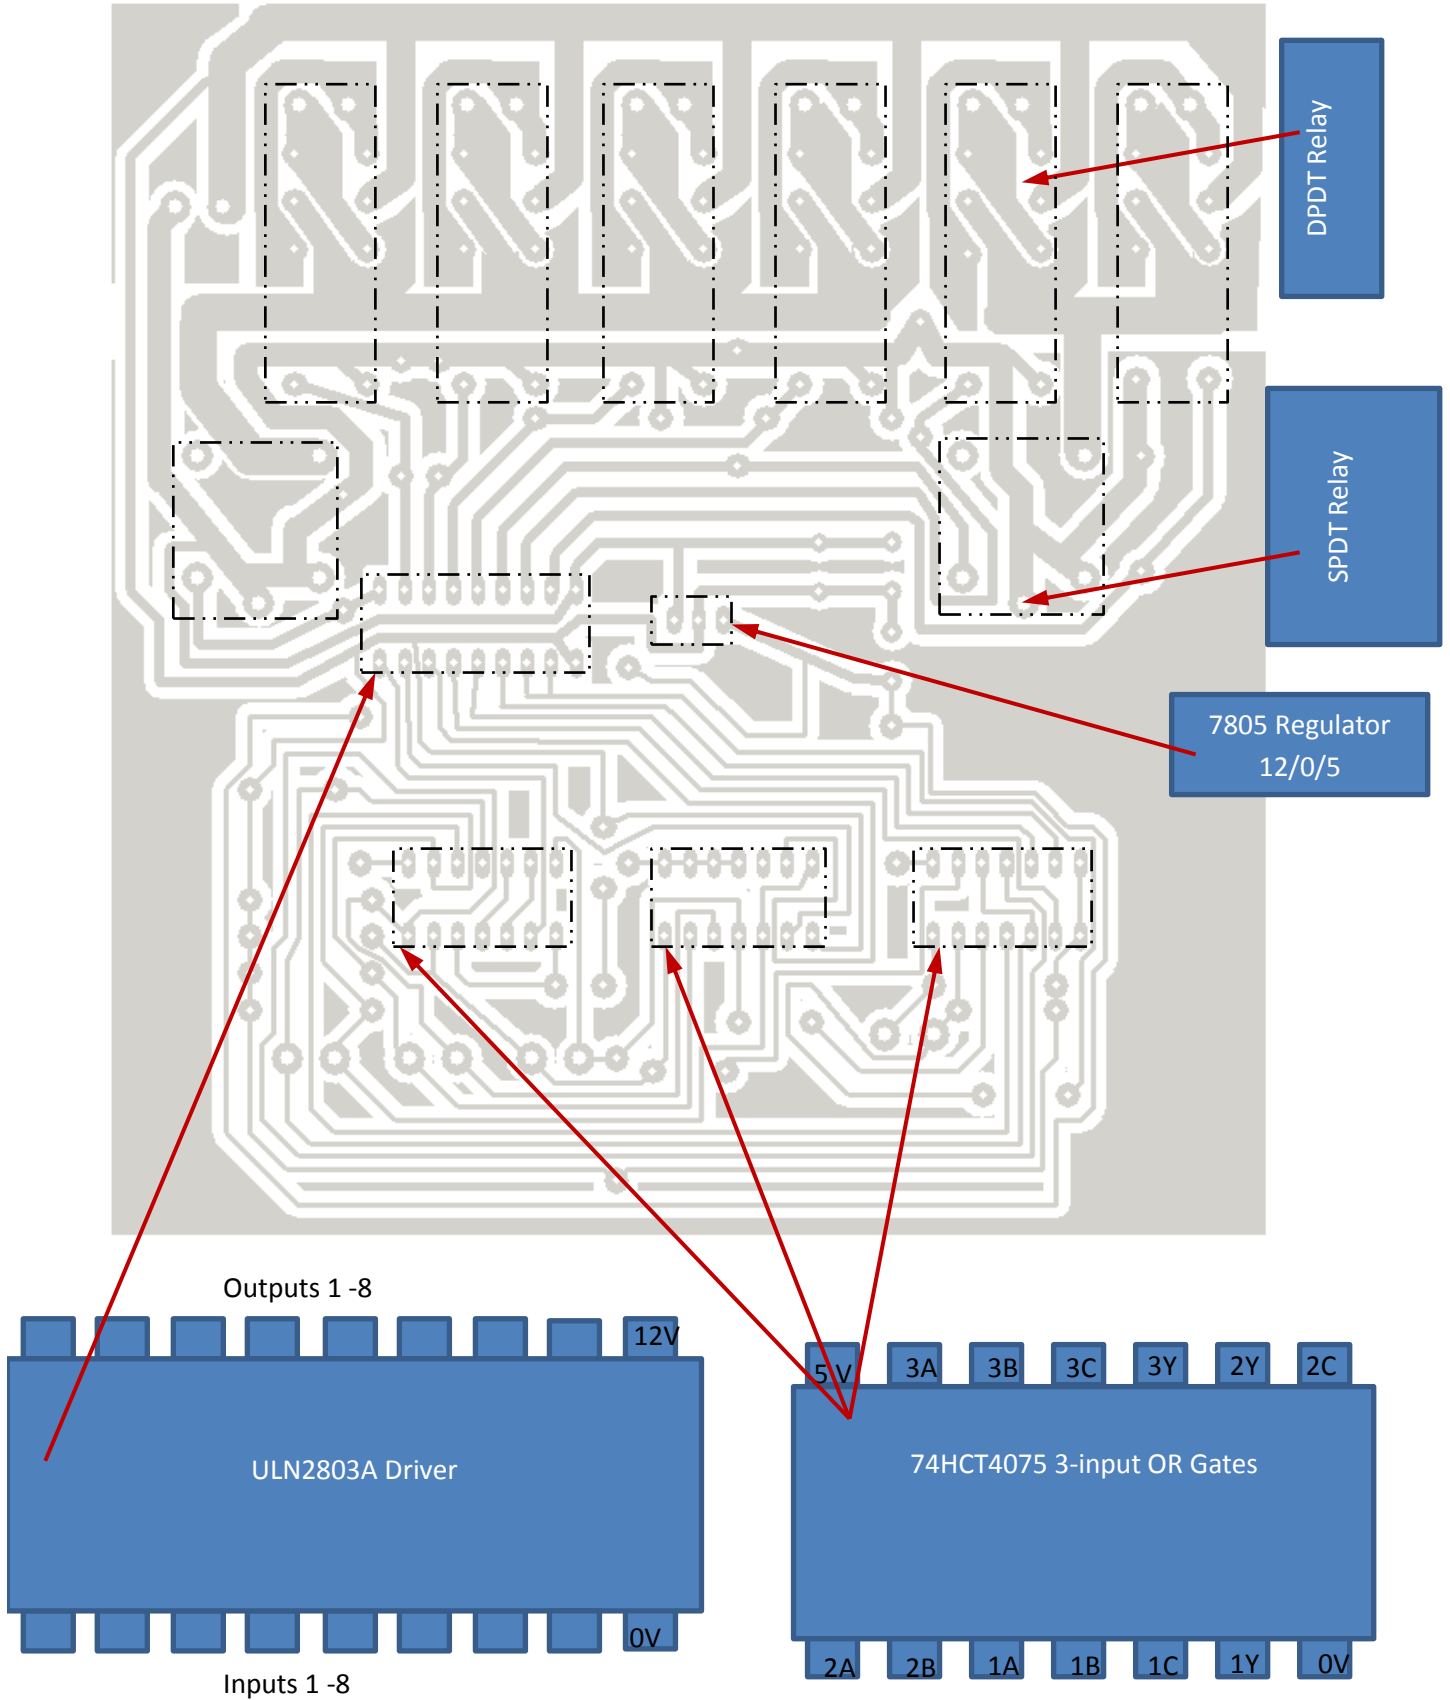 DPDT Relay
SPDT Relay
7805 Regulator
12/0/5
Outputs 1 -8
12V
ULN2803A Driver
0V
Inputs 1 -8
5 V 3A 3B 3C 3Y 2Y 2C
74HCT4075 3-input OR Gates
2A 2B 1A 1B 1C 1Y 0V